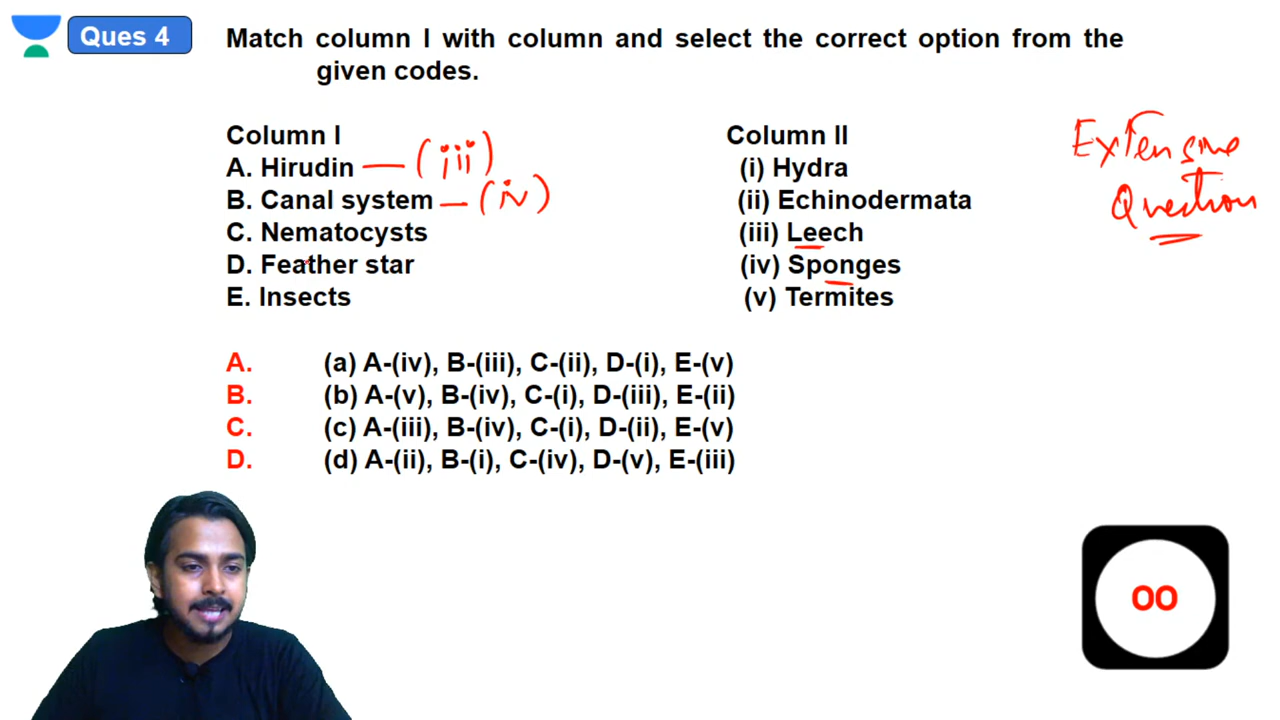 Ques 4
Match column I with column and select the correct option from the
given codes.
Column I
Column II
A. Hirudin — (iii)
(i) Hydra
B. Canal system — (iv)
(ii) Echinodermata
C. Nematocysts
(iii) Leech
D. Feather star
(iv) Sponges
E. Insects
(v) Termites
Extensive
Question
A. (a) A-(iv), B-(iii), C-(ii), D-(i), E-(v)
B. (b) A-(v), B-(iv), C-(i), D-(iii), E-(ii)
C. (c) A-(iii), B-(iv), C-(i), D-(ii), E-(v)
D. (d) A-(ii), B-(i), C-(iv), D-(v), E-(iii)
00